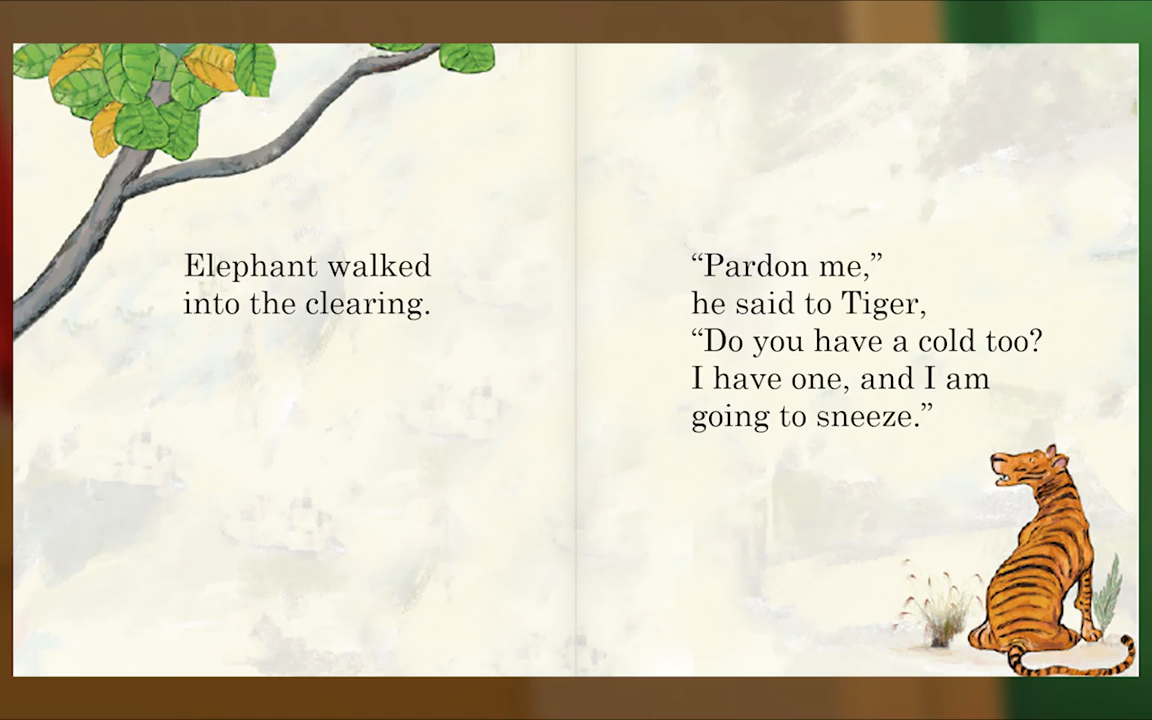 Elephant walked
into the clearing.
“Pardon me,”
he said to Tiger,
“Do you have a cold too?
I have one, and I am
going to sneeze.”